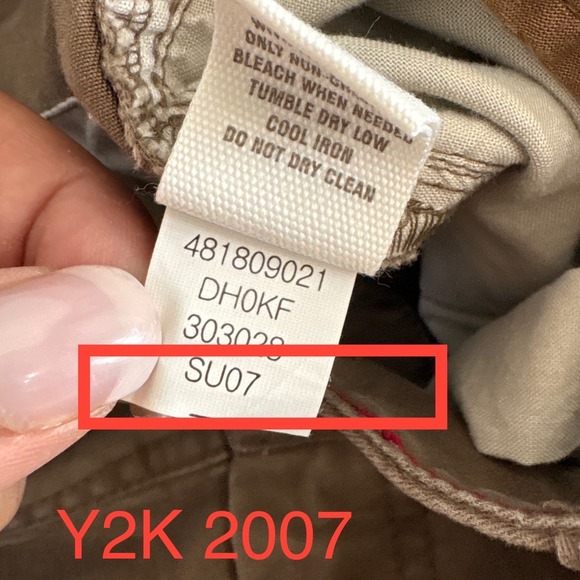 ONLY NON-
BLEACH WHEN NEEDED
TUMBLE DRY LOW
COOL IRON
DO NOT DRY CLEAN
481809021
DH0KF
303028
SU07
Y2K 2007